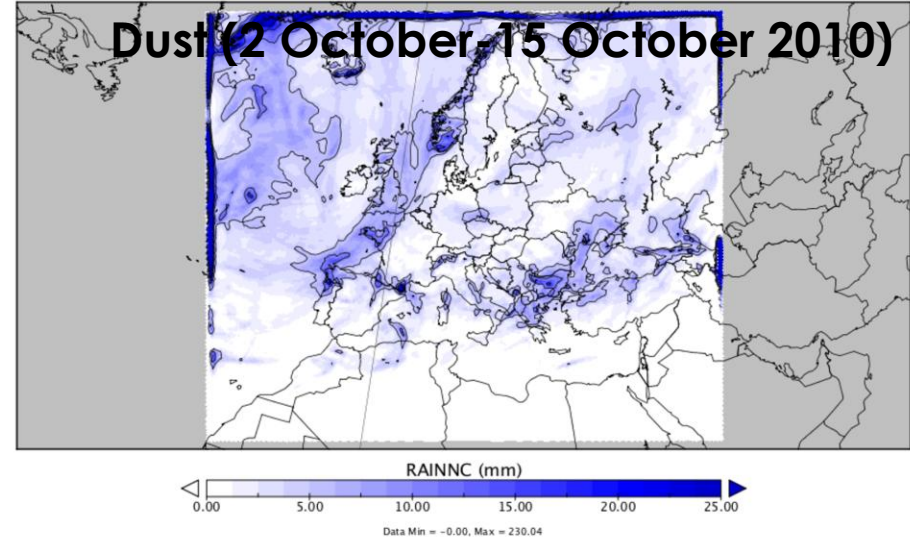 Dust (2 October-15 October 2010)
RAINNC (mm)
0.00 5.00 10.00 15.00 20.00 25.00
Data Min = -0.00, Max = 230.04